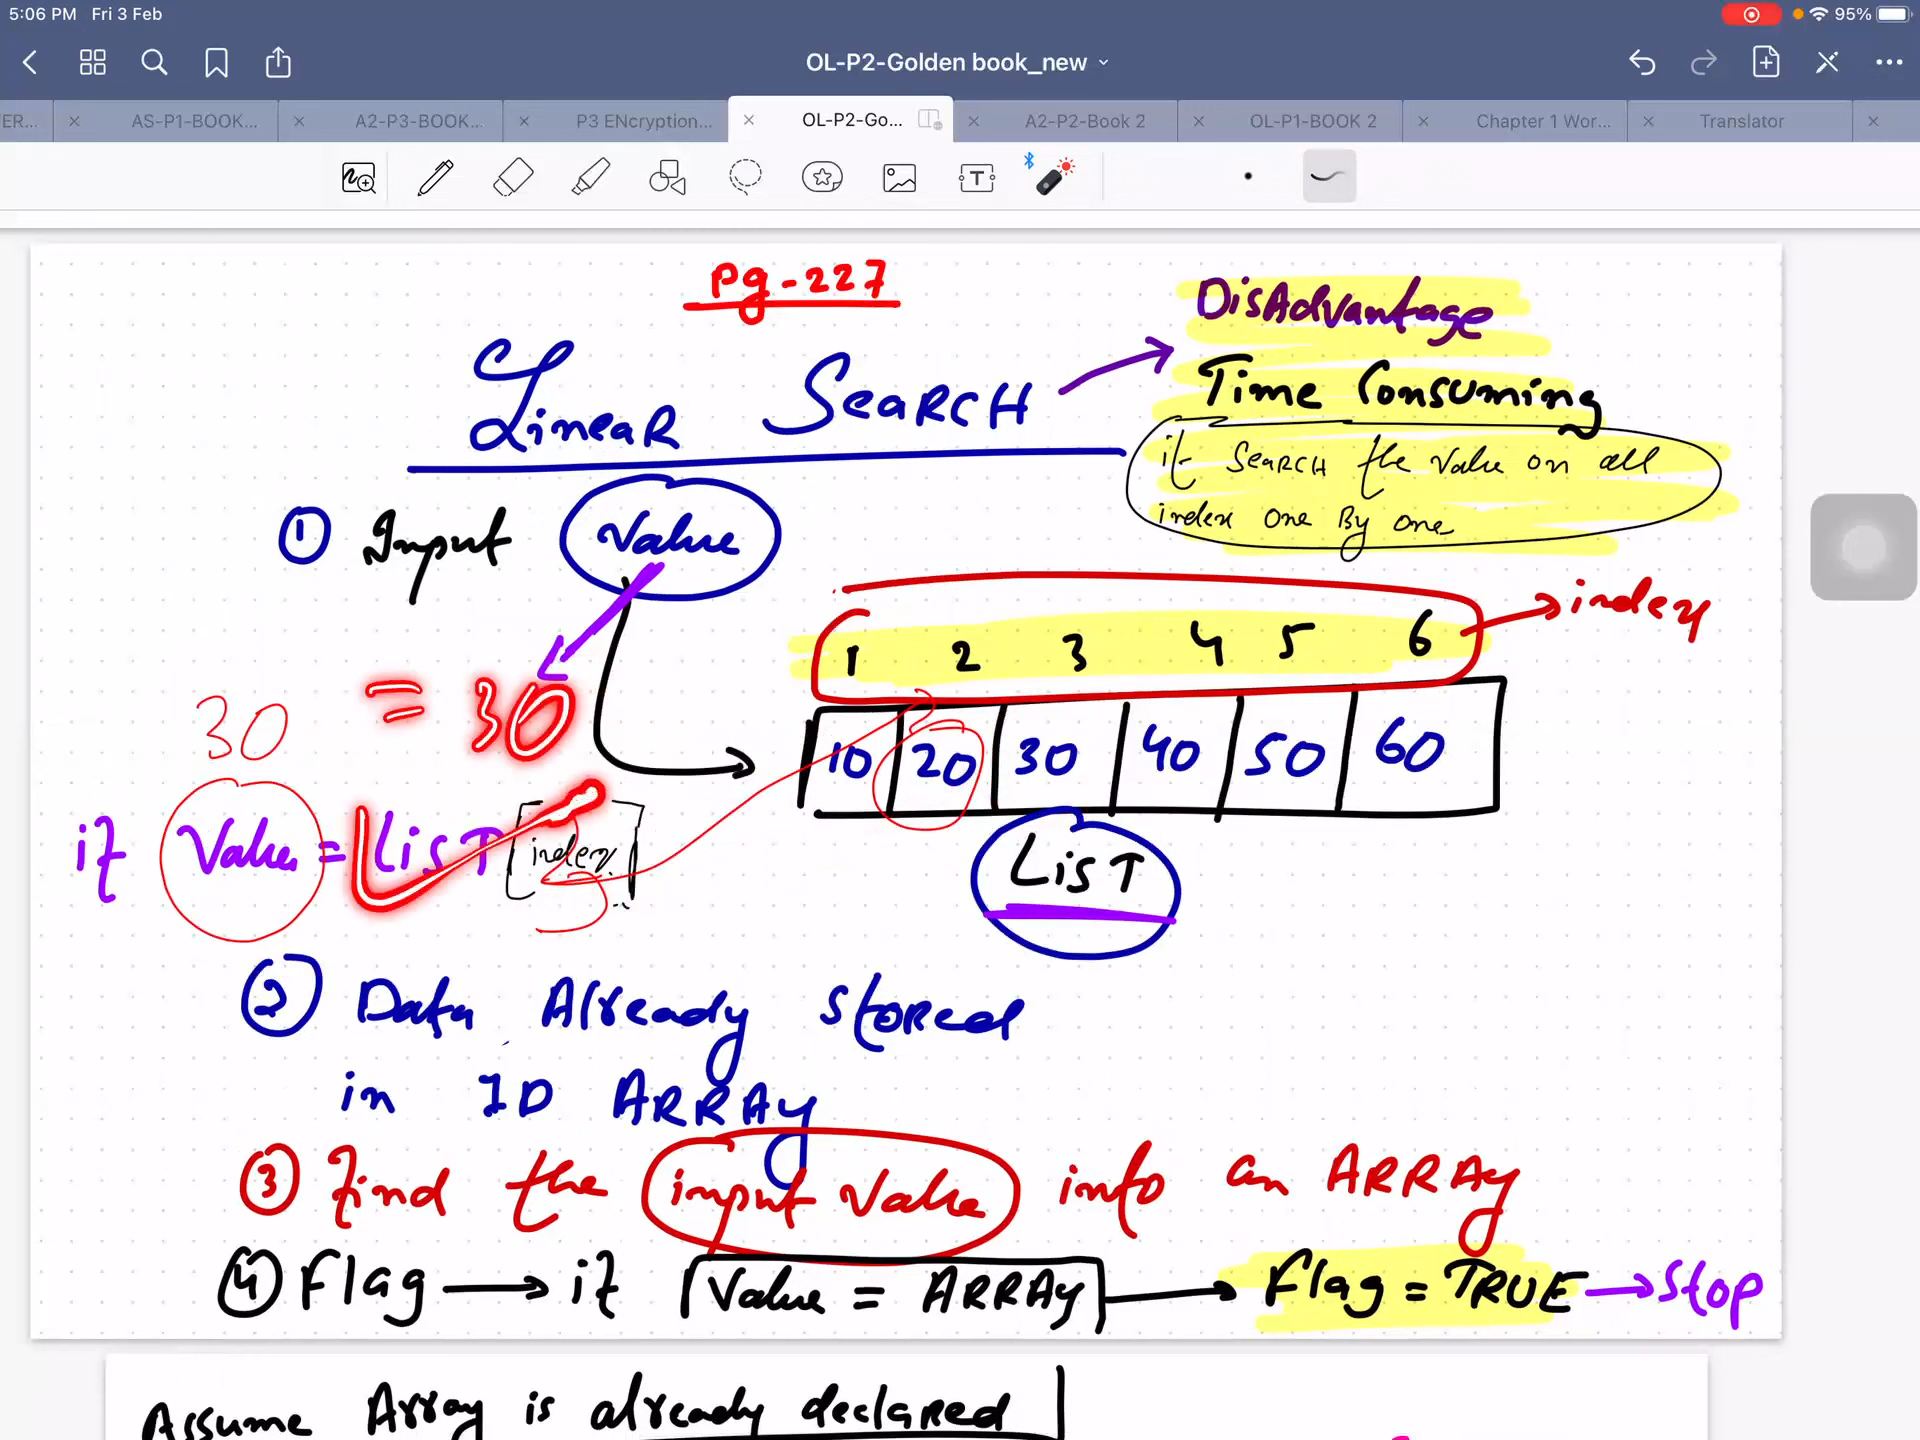 5:06 PM Fri 3 Feb
95%
OL-P2-Golden book_new
ER...
AS-P1-BOOK...
A2-P3-BOOK...
P3 ENcryption...
OL-P2-Go...
A2-P2-Book 2
OL-P1-BOOK 2
Chapter 1 Wor...
Translator
Pg-227
DisAdvantage
Linear SeaRCH
Time Consuming
it SeaRCH the Value on all
index one By one
1 Input Value
index
1 2 3 4 5 6
= 30
30
10 20 30 40 50 60
if Value = LisT [index]
LisT
2 Data Already stored
in 1D ARRAy
3 find the input value into an ARRAy
4 Flag → if Value = ARRAy → Flag = TRUE → Stop
Assume Array is already declared